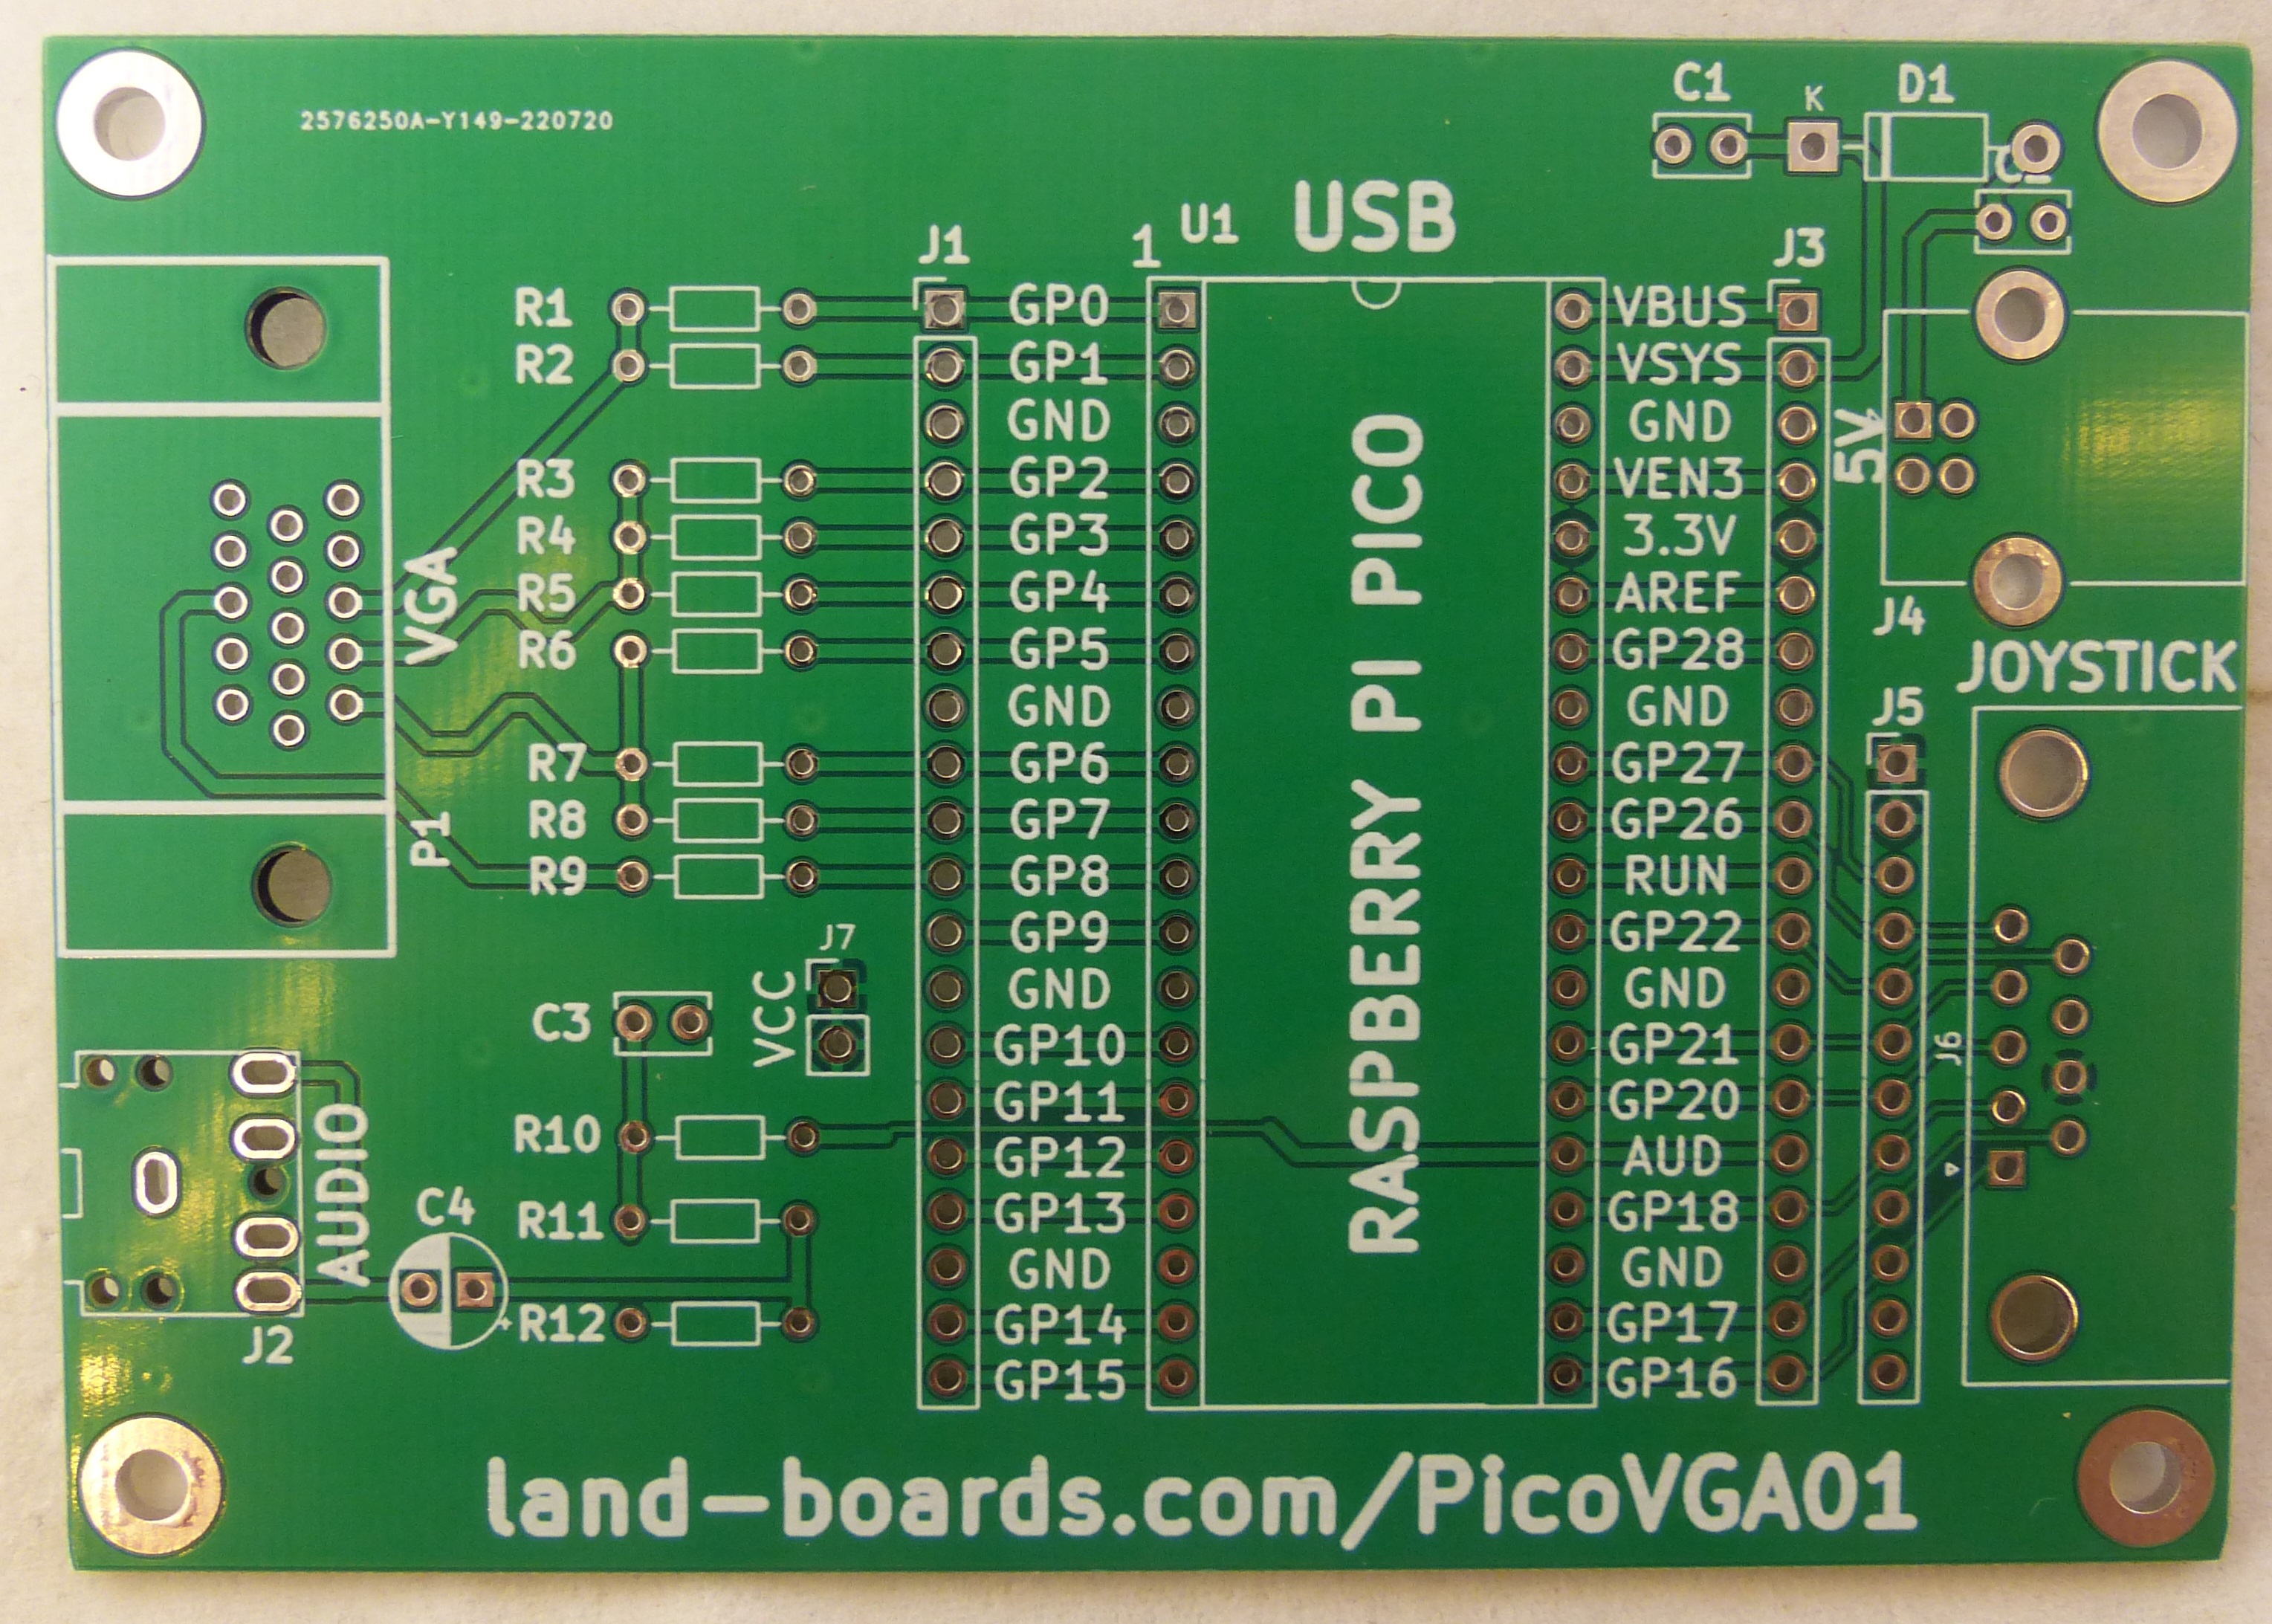 2576250A-Y149-220720
C1
K
D1
USB
U1
1
J1
J3
R1
GP0
VBUS
R2
GP1
VSYS
GND
GND
5V
R3
GP2
VEN3
R4
GP3
3.3V
VGA
R5
GP4
AREF
J4
R6
GP5
GP28
JOYSTICK
GND
GND
J5
R7
GP6
GP27
P1
R8
GP7
GP26
R9
GP8
RUN
J7
GP9
GP22
VCC
GND
GND
C3
GP10
GP21
J6
GP11
GP20
R10
GP12
AUD
AUDIO
C4
R11
GP13
GP18
GND
GND
J2
+
R12
GP14
GP17
GP15
GP16
RASPBERRY PI PICO
land-boards.com/PicoVGA01